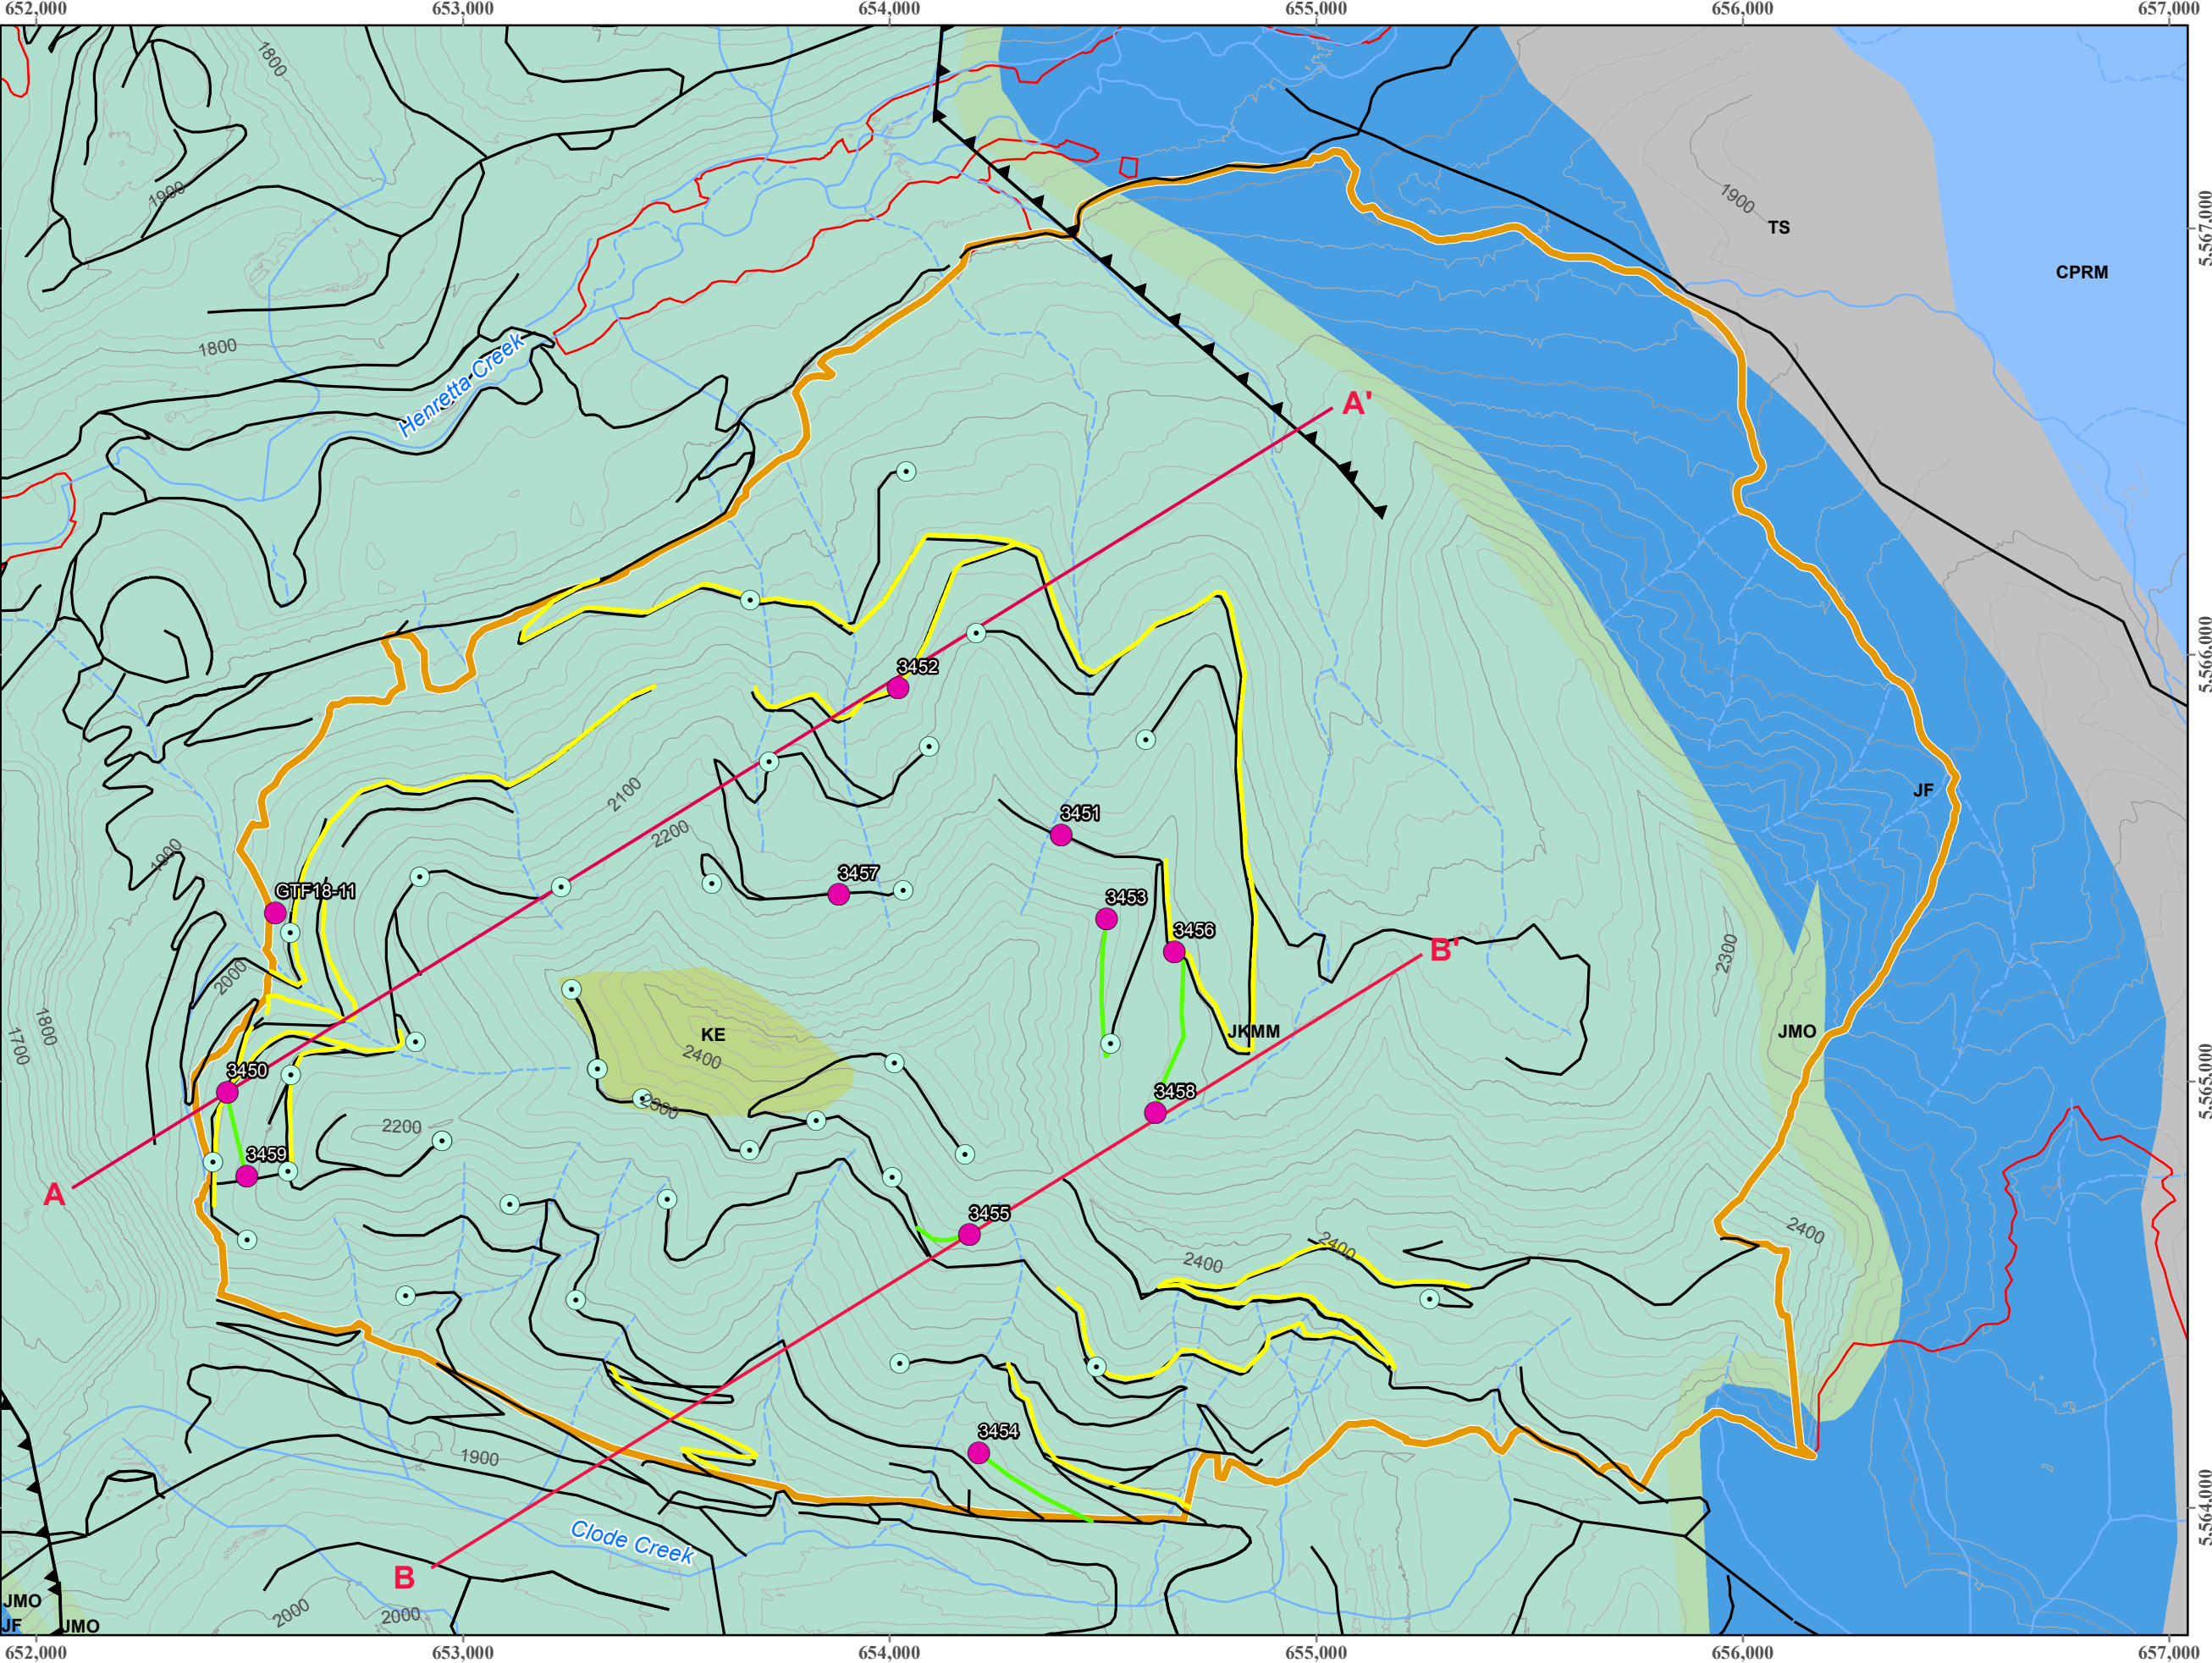 652,000 653,000 654,000 655,000 656,000 657,000
1800
1900
1900
TS
5,567,000
CPRM
1800
Henretta Creek
A'
5,566,000
3452
2100
JF
3451
2200
1900
3457
GTF18-11
3453
3456
B'
2300
2000
1800
1700
KE
JKMM
JMO
2400
3450
5,565,000
2300
2200
3459
A
3455
2400
2400
2400
3454
1900
5,564,000
Clode Creek
B
JMO
2000
2000
JF
JMO
652,000 653,000 654,000 655,000 656,000 657,000
3458